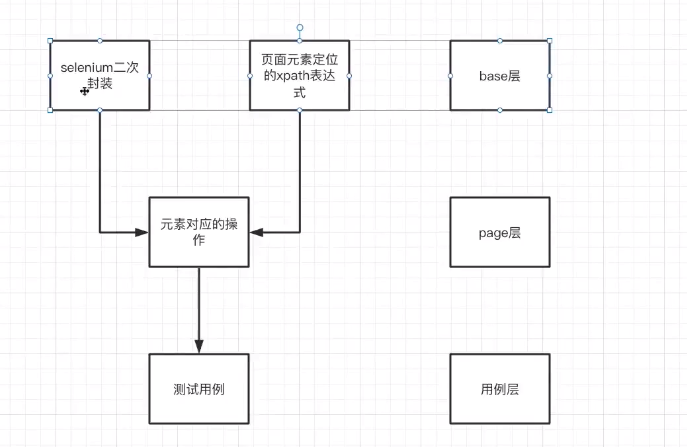 selenium二次
封装
页面元素定位
的xpath表达
式
base层
元素对应的操
作
page层
测试用例
用例层